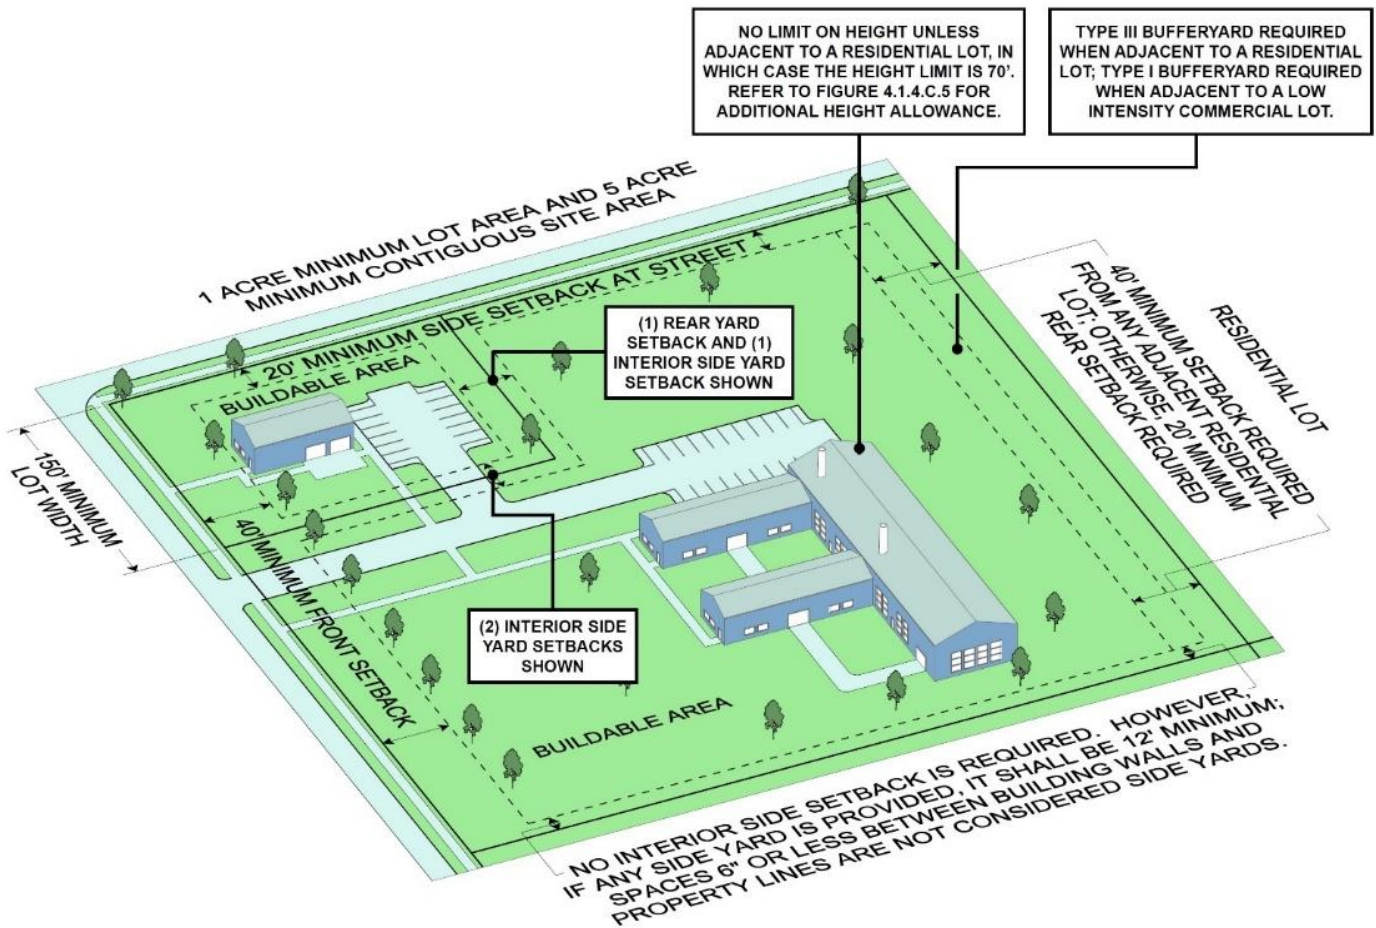 NO LIMIT ON HEIGHT UNLESS
ADJACENT TO A RESIDENTIAL LOT, IN
WHICH CASE THE HEIGHT LIMIT IS 70'.
REFER TO FIGURE 4.1.4.C.5 FOR
ADDITIONAL HEIGHT ALLOWANCE.
TYPE III BUFFERYARD REQUIRED
WHEN ADJACENT TO A RESIDENTIAL
LOT; TYPE I BUFFERYARD REQUIRED
WHEN ADJACENT TO A LOW
INTENSITY COMMERCIAL LOT.
1 ACRE MINIMUM LOT AREA AND 5 ACRE
MINIMUM CONTIGUOUS SITE AREA
20' MINIMUM SIDE SETBACK AT STREET
BUILDABLE AREA
(1) REAR YARD
SETBACK AND (1)
INTERIOR SIDE YARD
SETBACK SHOWN
RESIDENTIAL LOT
40' MINIMUM SETBACK REQUIRED
FROM ANY ADJACENT RESIDENTIAL
LOT; OTHERWISE, 20' MINIMUM
REAR SETBACK REQUIRED
150' MINIMUM
LOT WIDTH
40' MINIMUM FRONT SETBACK
(2) INTERIOR SIDE
YARD SETBACKS
SHOWN
BUILDABLE AREA
NO INTERIOR SIDE SETBACK IS REQUIRED. HOWEVER,
IF ANY SIDE YARD IS PROVIDED, IT SHALL BE 12' MINIMUM;
SPACES 6" OR LESS BETWEEN BUILDING WALLS AND
PROPERTY LINES ARE NOT CONSIDERED SIDE YARDS.